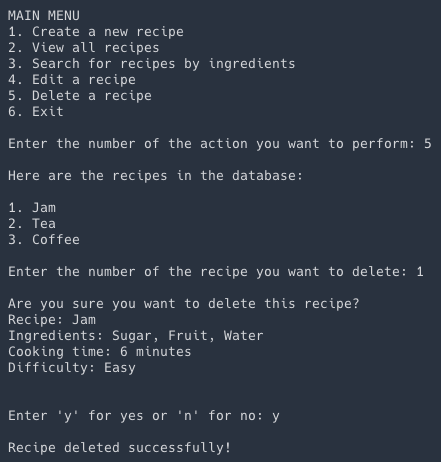 MAIN MENU
1. Create a new recipe
2. View all recipes
3. Search for recipes by ingredients
4. Edit a recipe
5. Delete a recipe
6. Exit
Enter the number of the action you want to perform: 5
Here are the recipes in the database:
1. Jam
2. Tea
3. Coffee
Enter the number of the recipe you want to delete: 1
Are you sure you want to delete this recipe?
Recipe: Jam
Ingredients: Sugar, Fruit, Water
Cooking time: 6 minutes
Difficulty: Easy
Enter 'y' for yes or 'n' for no: y
Recipe deleted successfully!